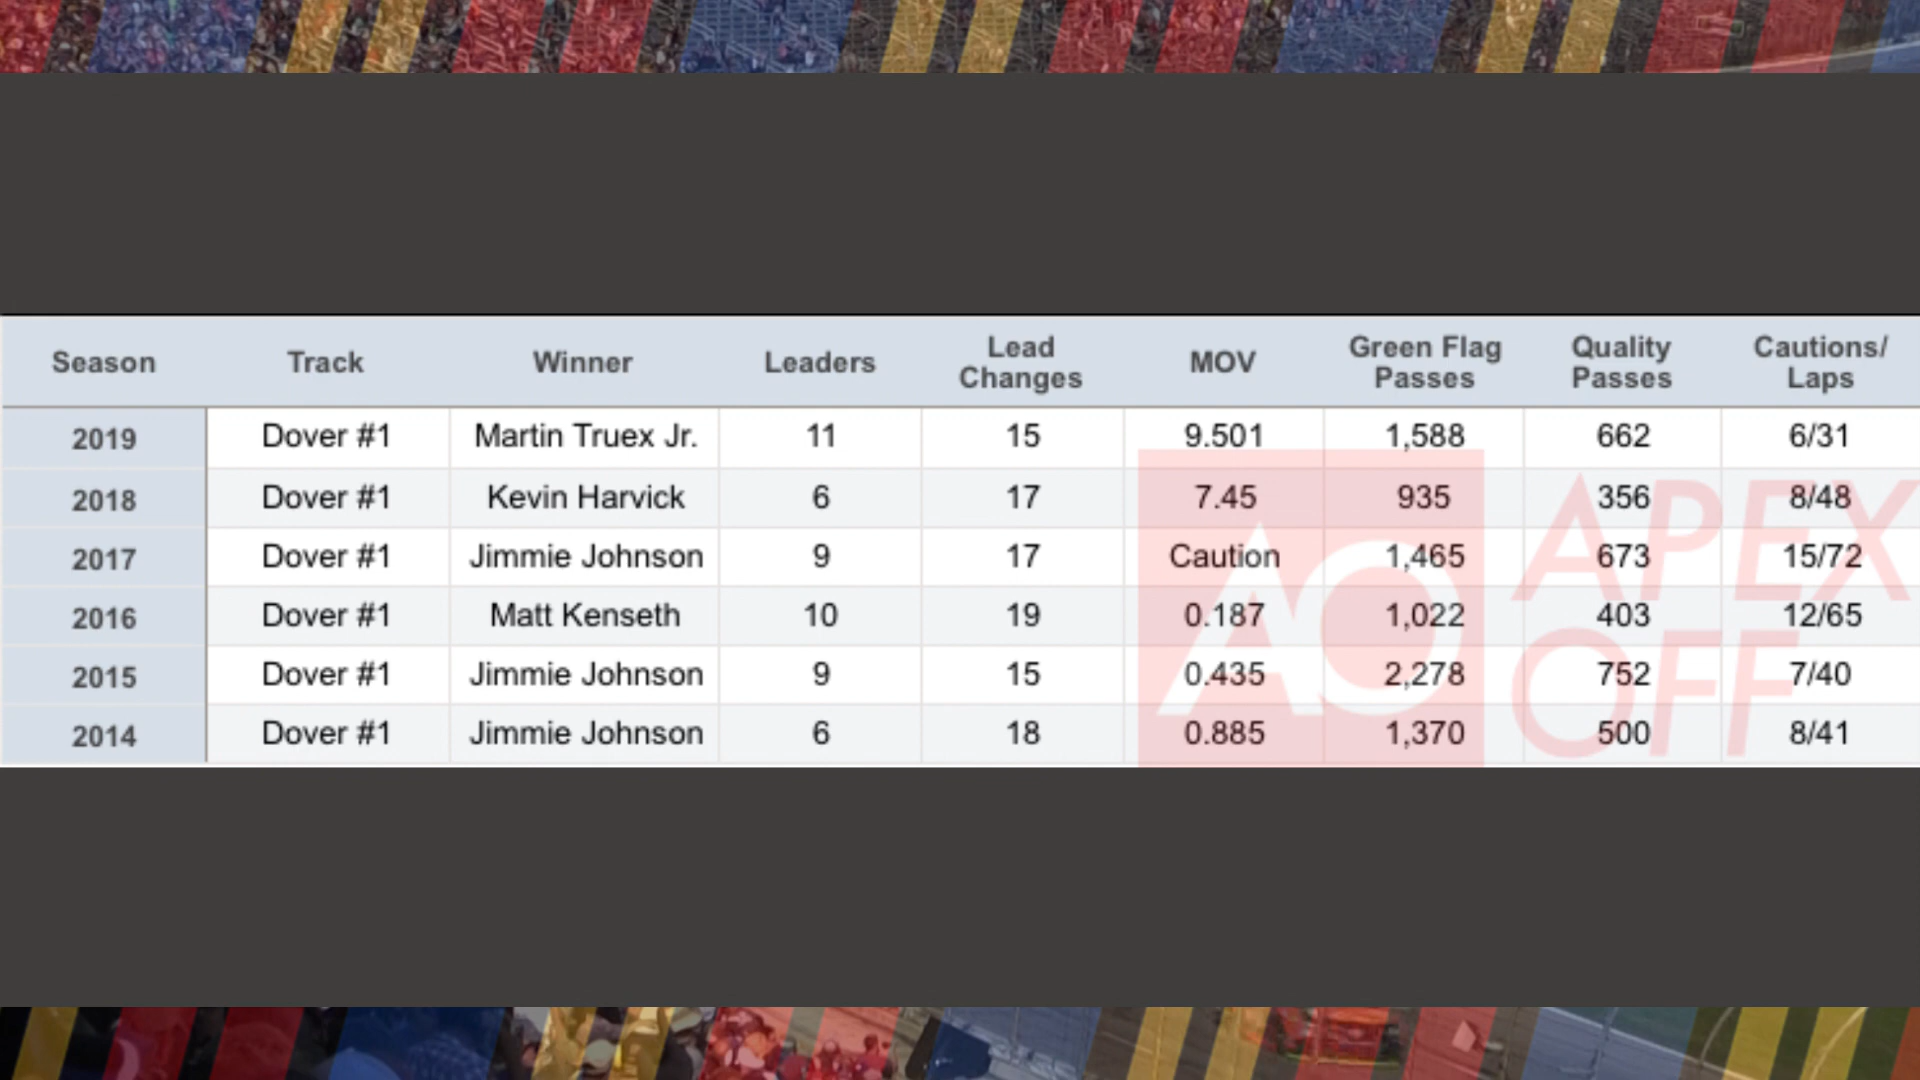 Season Track Winner Leaders Lead Changes MOV Green Flag Passes Quality Passes Cautions/ Laps
2019 Dover #1 Martin Truex Jr. 11 15 9.501 1,588 662 6/31
2018 Dover #1 Kevin Harvick 6 17 7.45 935 356 8/48
2017 Dover #1 Jimmie Johnson 9 17 Caution 1,465 673 15/72
2016 Dover #1 Matt Kenseth 10 19 0.187 1,022 403 12/65
2015 Dover #1 Jimmie Johnson 9 15 0.435 2,278 752 7/40
2014 Dover #1 Jimmie Johnson 6 18 0.885 1,370 500 8/41
AO APEX
OFF